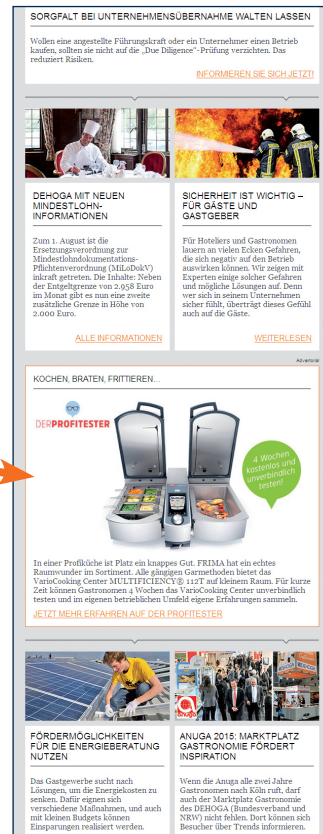 SORGFALT BEI UNTERNEHMENSÜBERNAHME WALTEN LASSEN
Wollen eine angestellte Führungskraft oder ein Unternehmer einen Betrieb
kaufen, sollten sie nicht auf die „Due Diligence“-Prüfung verzichten. Das
reduziert Risiken.
INFORMIEREN SIE SICH JETZT!
DEHOGA MIT NEUEN
MINDESTLOHN-
INFORMATIONEN
Zum 1. August ist die
Ersetzungsverordnung zur
Mindestlohndokumentations-
Pflichtenverordnung (MiLoDokV)
inkraft getreten. Die Inhalte: Neben
der Entgeltgrenze von 2.958 Euro
im Monat gibt es nun eine zweite
zusätzliche Grenze in Höhe von
2.000 Euro.
ALLE INFORMATIONEN
SICHERHEIT IST WICHTIG –
FÜR GÄSTE UND
GASTGEBER
Für Hoteliers und Gastronomen
lauern an vielen Ecken Gefahren,
die sich negativ auf den Betrieb
auswirken können. Wir zeigen mit
Experten einige solcher Gefahren
und mögliche Lösungen auf. Denn
wer sich in seinem Unternehmen
sicher fühlt, überträgt dieses Gefühl
auch auf die Gäste.
WEITERLESEN
Advertorial
KOCHEN, BRATEN, FRITTIEREN...
DERPROFITESTER
4 Wochen
kostenlos und
unverbindlich
testen!
In einer Profiküche ist Platz ein knappes Gut. FRIMA hat ein echtes
Raumwunder im Sortiment. Alle gängigen Garmethoden bietet das
VarioCooking Center MULTIFICIENCY® 112T auf kleinem Raum. Für kurze
Zeit können Gastronomen 4 Wochen das VarioCooking Center unverbindlich
testen und im eigenen betrieblichen Umfeld eigene Erfahrungen sammeln.
JETZT MEHR ERFAHREN AUF DER PROFITESTER
FÖRDERMÖGLICHKEITEN
FÜR DIE ENERGIEBERATUNG
NUTZEN
Das Gastgewerbe sucht nach
Lösungen, um die Energiekosten zu
senken. Dafür eignen sich
verschiedene Maßnahmen, und auch
mit kleinen Budgets können
Einsparungen realisiert werden.
anuga
ANUGA 2015: MARKTPLATZ
GASTRONOMIE FÖRDERT
INSPIRATION
Wenn die Anuga alle zwei Jahre
Gastronomen nach Köln ruft, darf
auch der Marktplatz Gastronomie
des DEHOGA (Bundesverband und
NRW) nicht fehlen. Dort können sich
Besucher über Trends informieren.